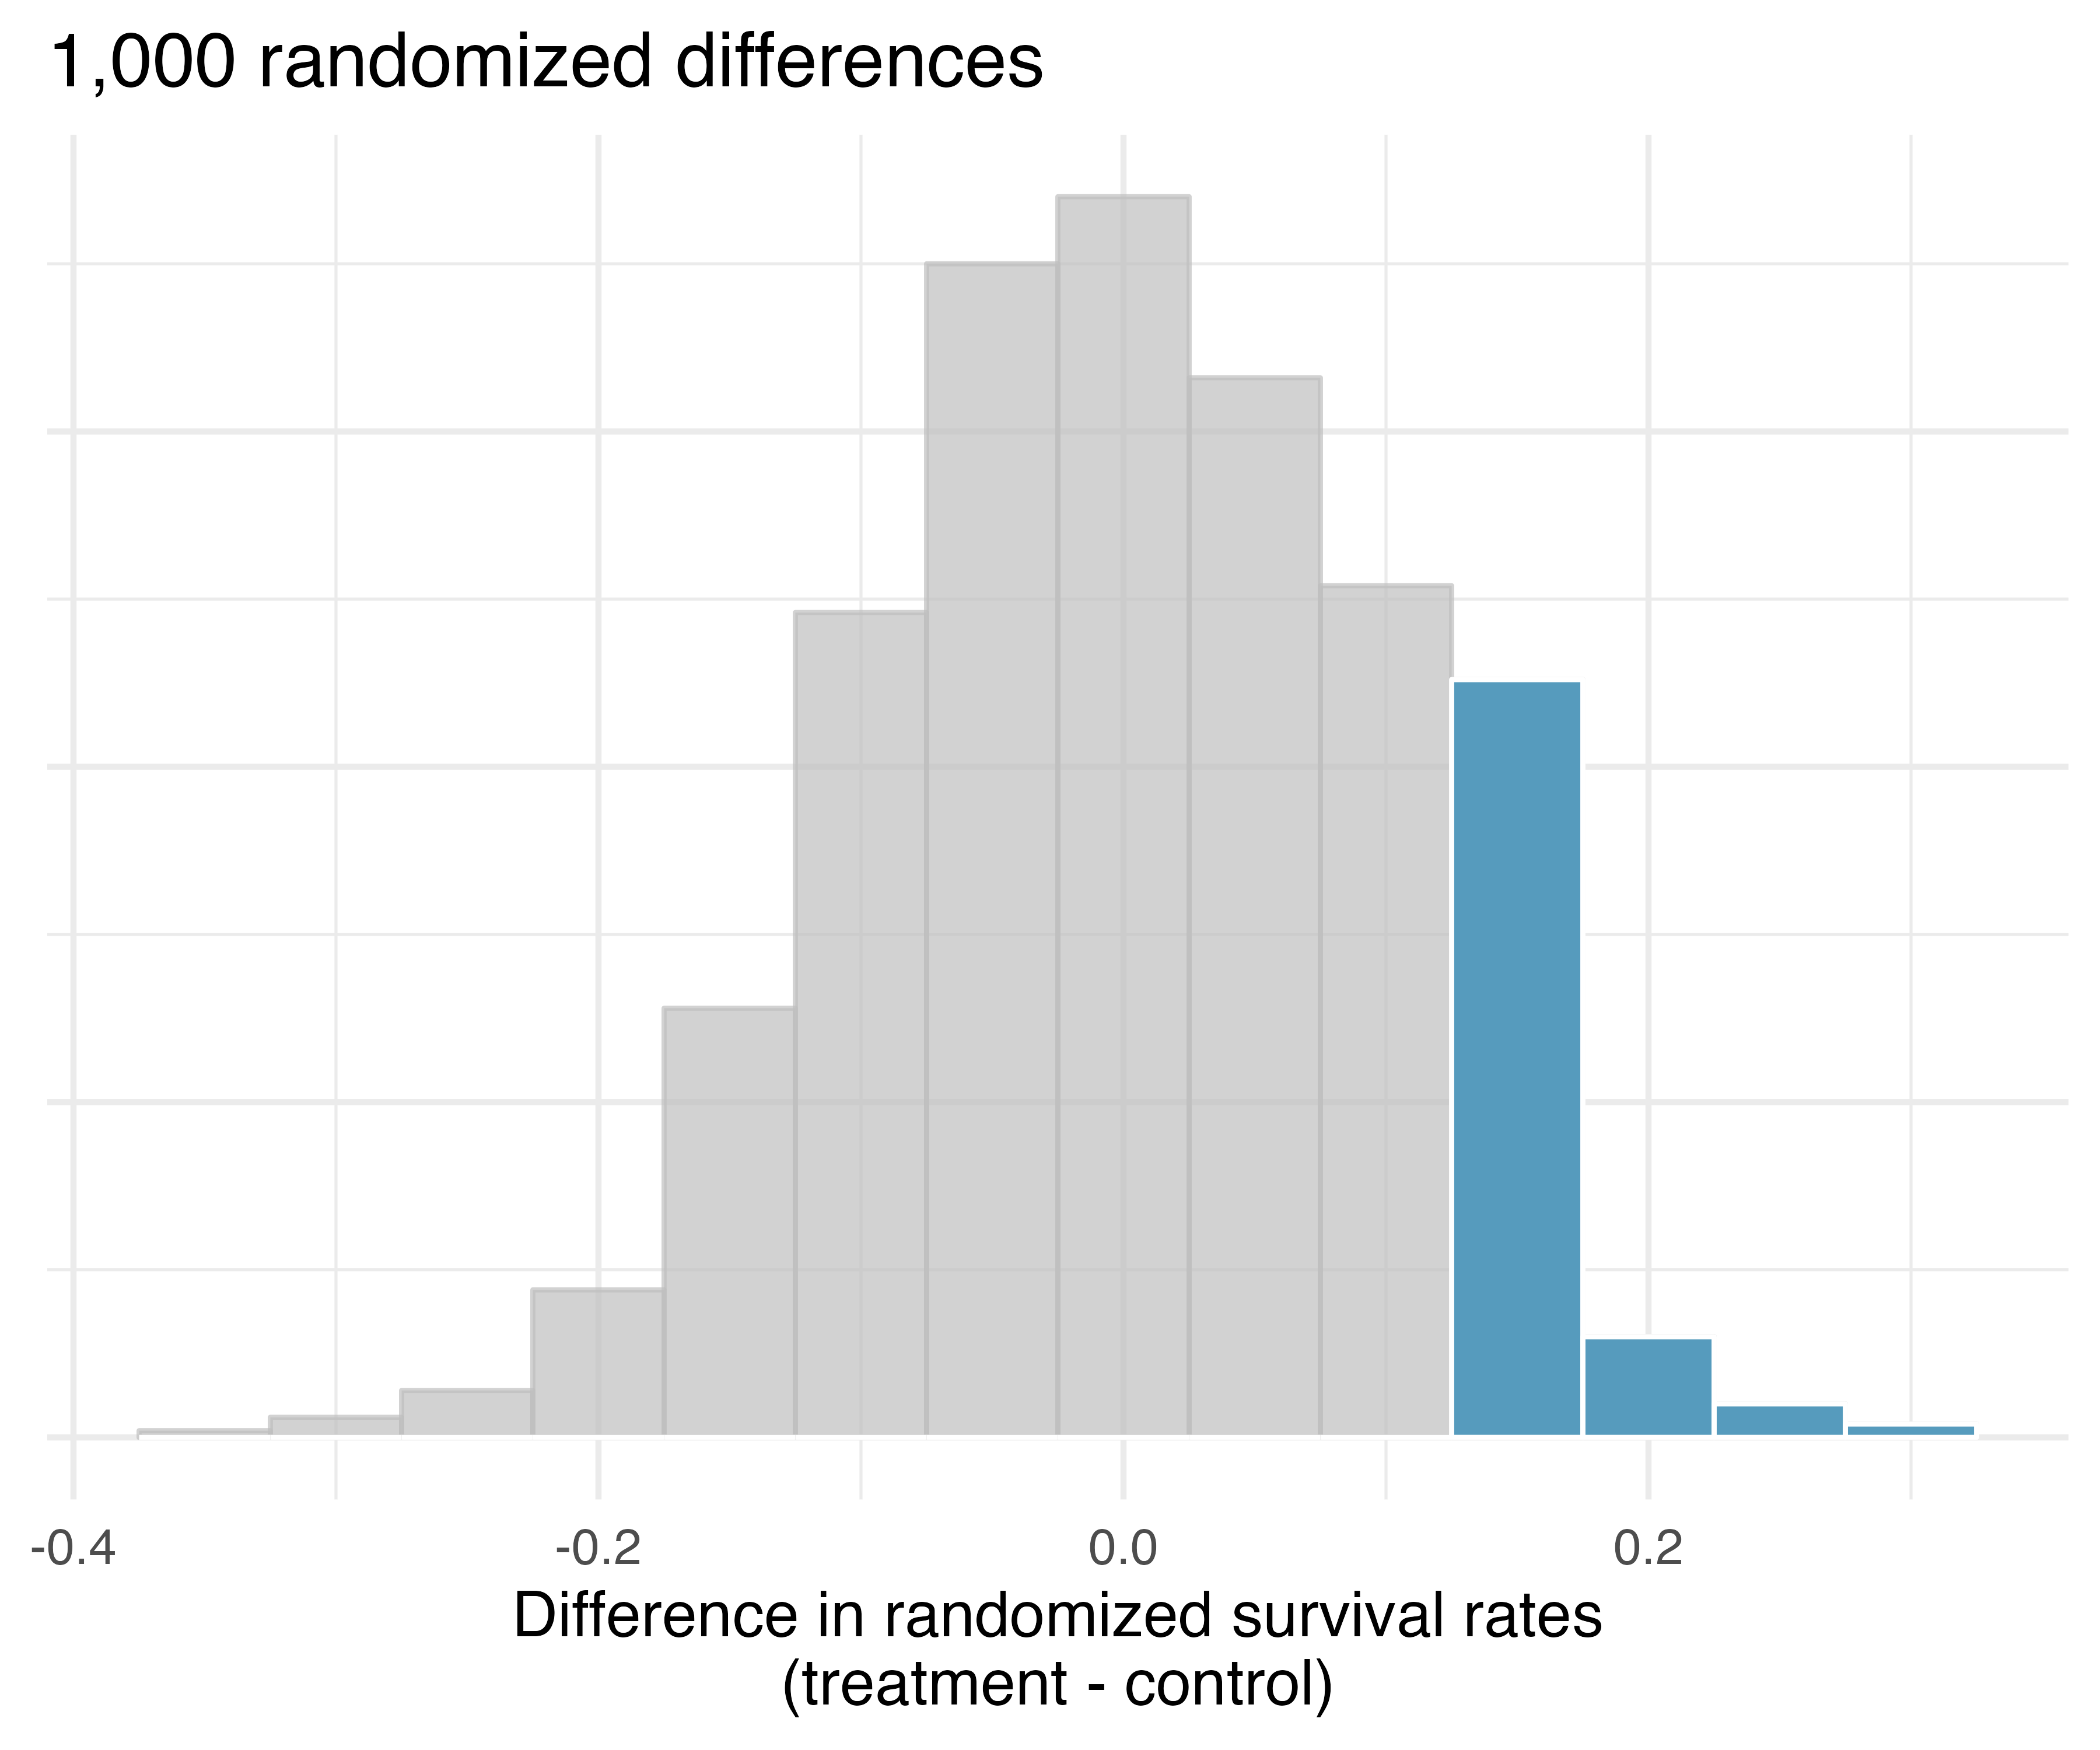 1,000 randomized differences
-0.4 -0.2 0.0 0.2
Difference in randomized survival rates
(treatment - control)